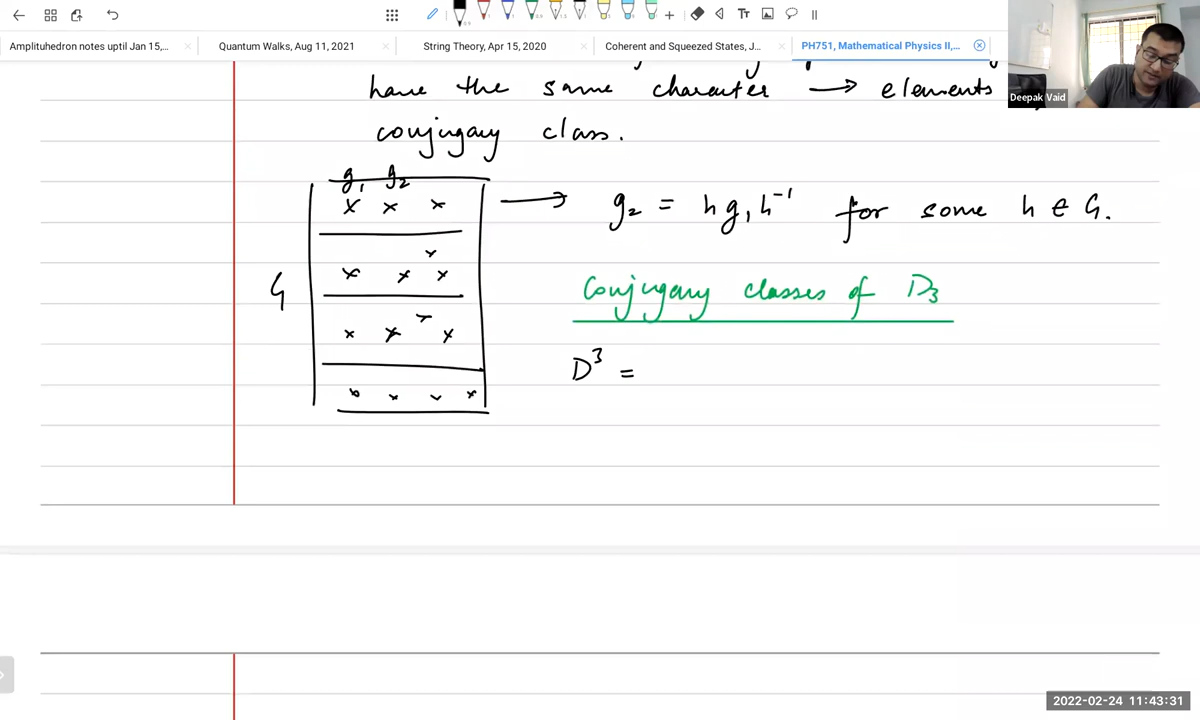 Amplituhedron notes uptil Jan 15,...
Quantum Walks, Aug 11, 2021
String Theory, Apr 15, 2020
Coherent and Squeezed States, J...
PH751, Mathematical Physics II,...
Deepak Vaid
have the same character → elements
conjugacy class.
g₁ g₂
→ g₂ = h g₁ h⁻¹ for some h ∈ G.
G
Conjugacy classes of D₃
D³ =
2022-02-24 11:43:31